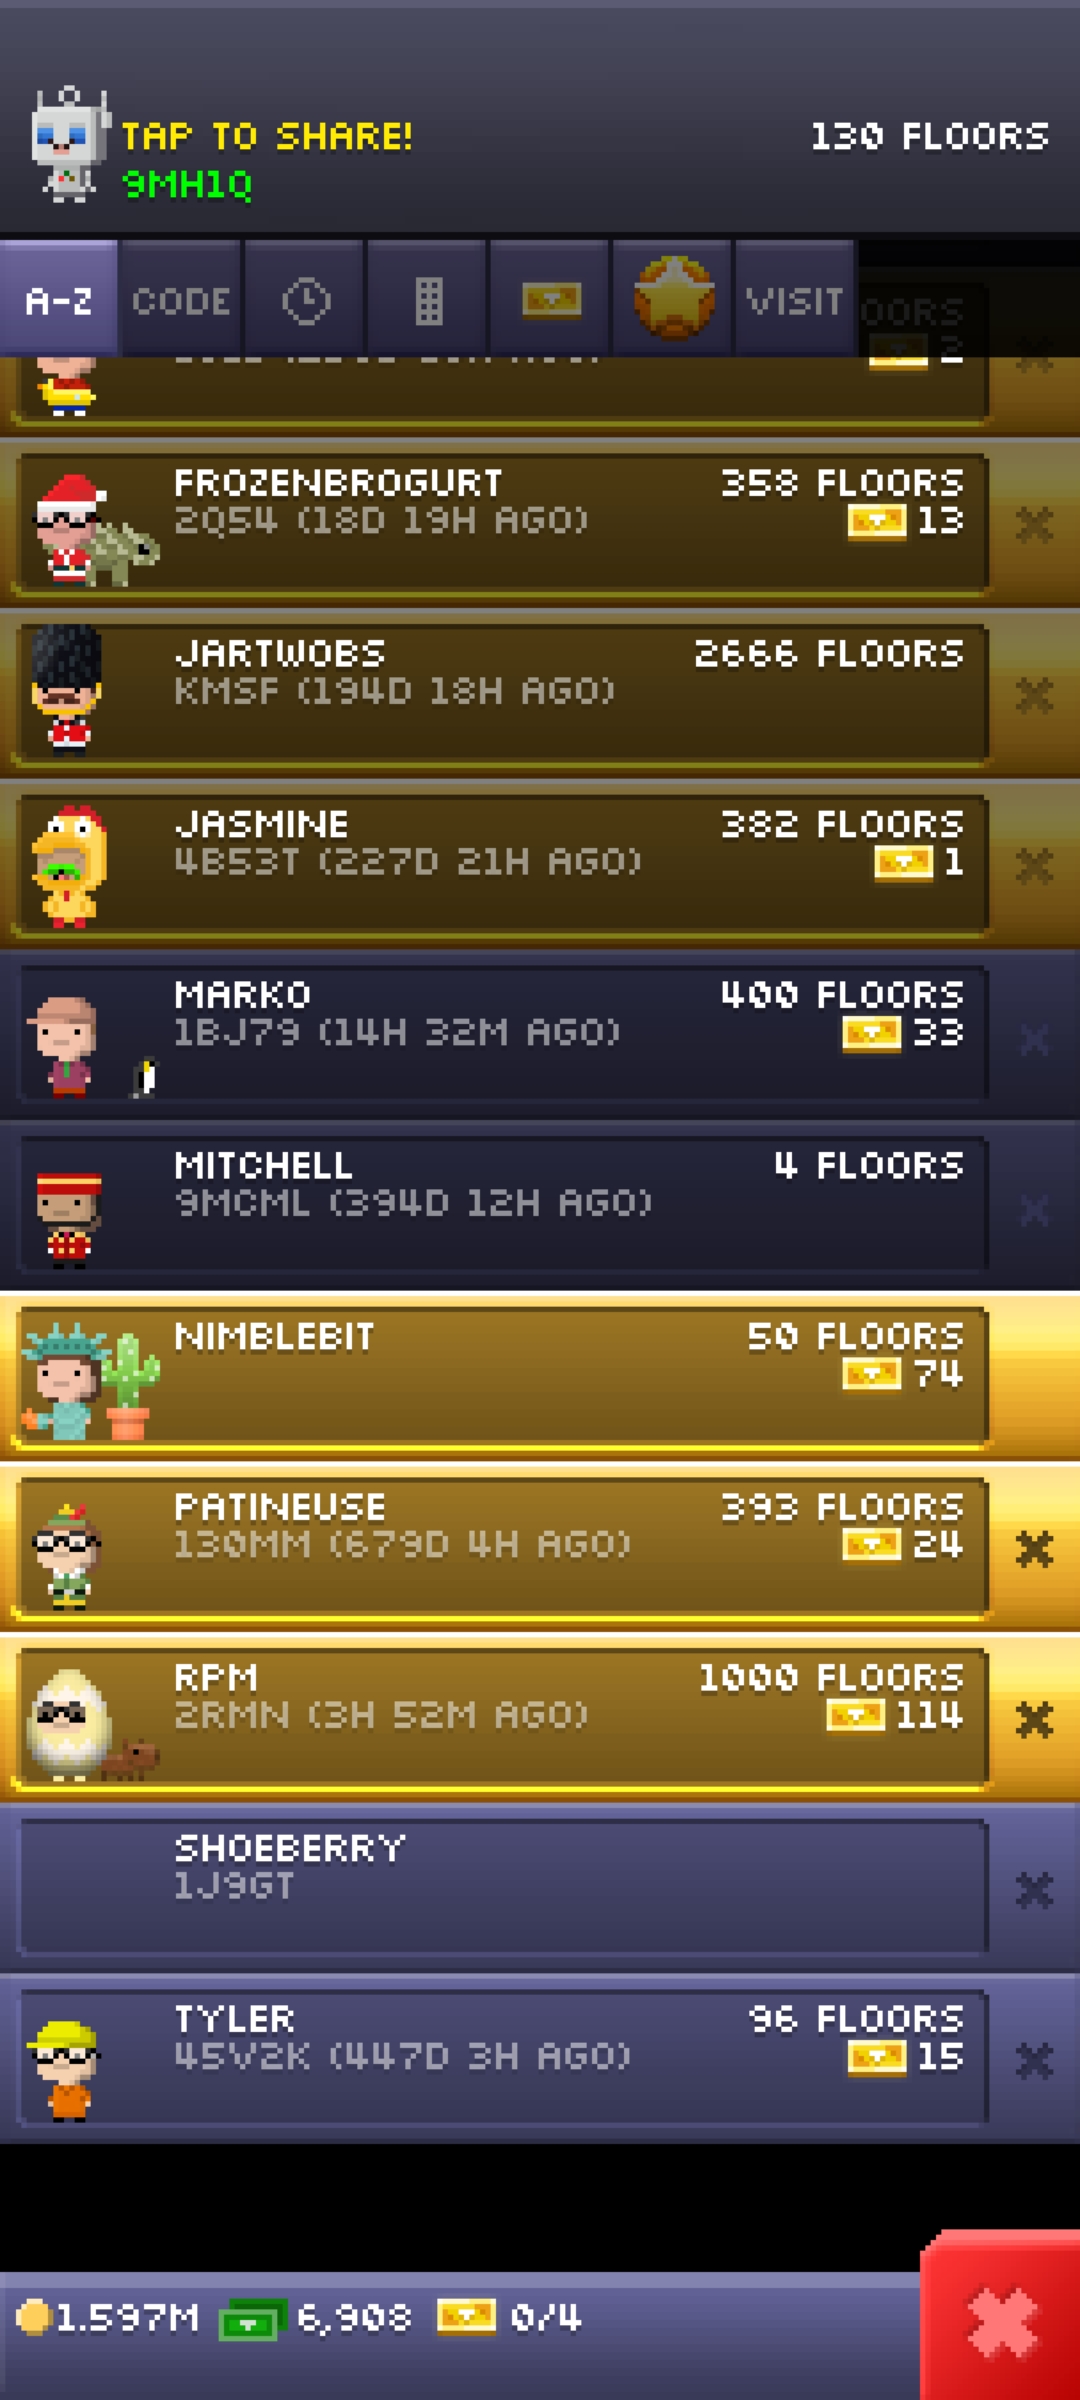 TAP TO SHARE!
130 FLOORS
9MH1Q
A-Z CODE VISIT
2
FROZENBROGURT 358 FLOORS
2Q54 (18D 19H AGO) 13
JARTWOBS 2666 FLOORS
KMSF (194D 18H AGO)
JASMINE 382 FLOORS
4B53T (227D 21H AGO) 1
MARKO 400 FLOORS
1BJ79 (14H 32M AGO) 33
MITCHELL 4 FLOORS
9MCML (394D 12H AGO)
NIMBLEBIT 50 FLOORS
74
PATINEUSE 393 FLOORS
130MM (679D 4H AGO) 24
RPM 1000 FLOORS
2RMN (3H 52M AGO) 114
SHOEBERRY
1J9GT
TYLER 96 FLOORS
45V2K (447D 3H AGO) 15
1.597M 6,908 0/4